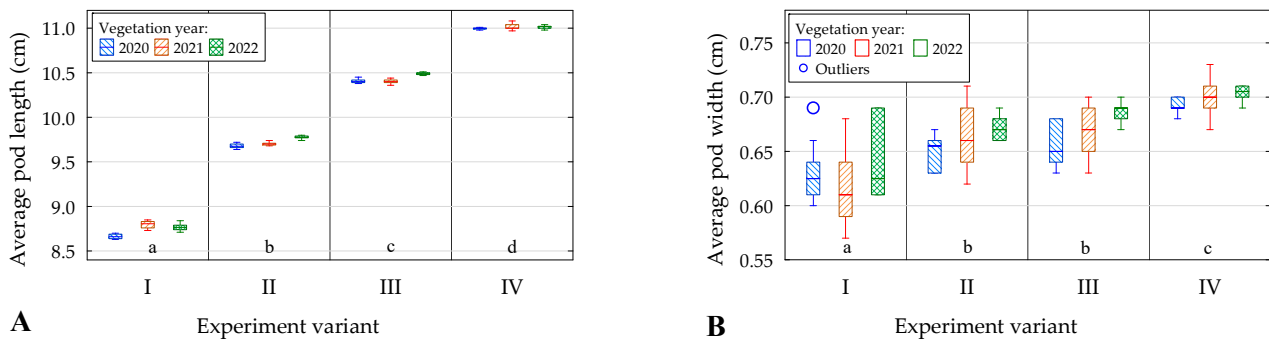 Average pod length (cm)
11.0
10.5
10.0
9.5
9.0
8.5
Vegetation year:
2020 2021 2022
a b c d
I II III IV
A
Experiment variant
Average pod width (cm)
0.75
0.70
0.65
0.60
0.55
Vegetation year:
2020 2021 2022
Outliers
a b b c
I II III IV
B
Experiment variant